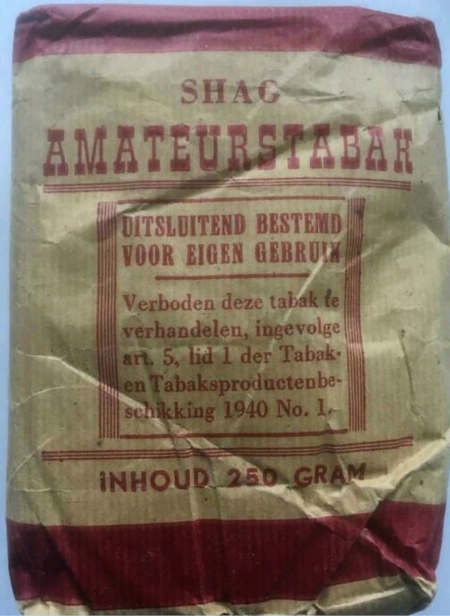 SHAG
AMATEURSTABAK
UITSLUITEND BESTEMD
VOOR EIGEN GEBRUIK
Verboden deze tabak te
verhandelen, ingevolge
art. 5, lid 1 der Tabak-
en Tabaksproductenbe-
schikking 1940 No. 1.
INHOUD 250 GRAM